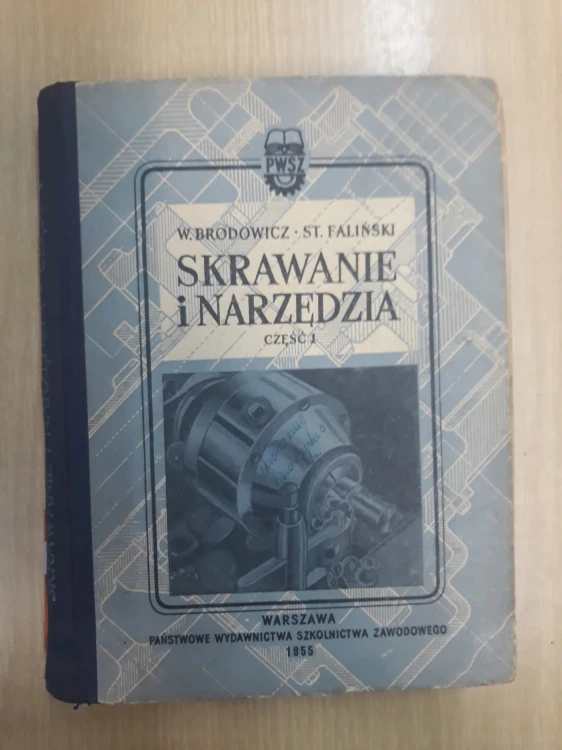 PWSZ
W. BRODOWICZ · ST. FALIŃSKI
SKRAWANIE
i NARZĘDZIA
CZĘŚĆ I
WARSZAWA
PAŃSTWOWE WYDAWNICTWA SZKOLNICTWA ZAWODOWEGO
1955